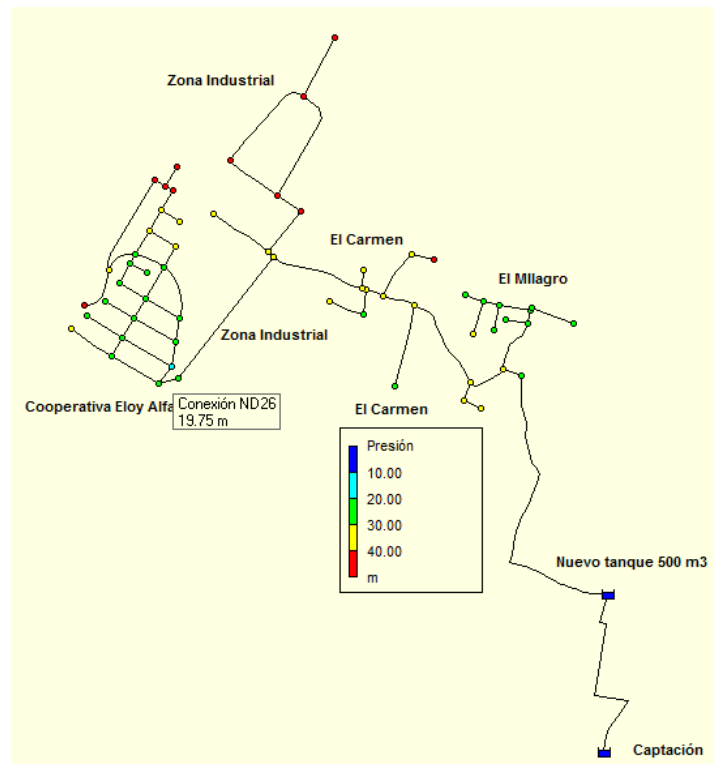 Zona Industrial
El Carmen
El MIlagro
Zona Industrial
Cooperativa Eloy Alfa
Conexión ND26
19.75 m
El Carmen
Presión
10.00
20.00
30.00
40.00
m
Nuevo tanque 500 m3
Captación